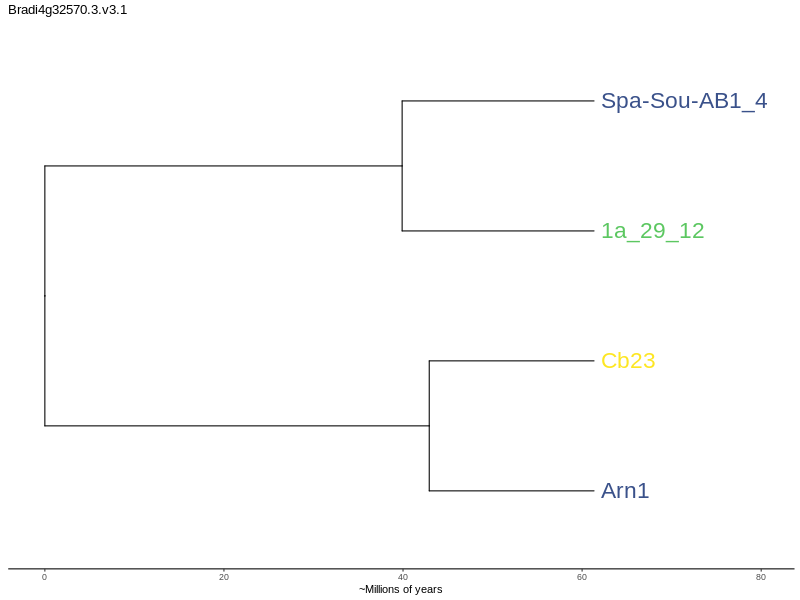 Bradi4g32570.3.v3.1
Spa-Sou-AB1_4
1a_29_12
Cb23
Arn1
0 20 40 60 80
~Millions of years